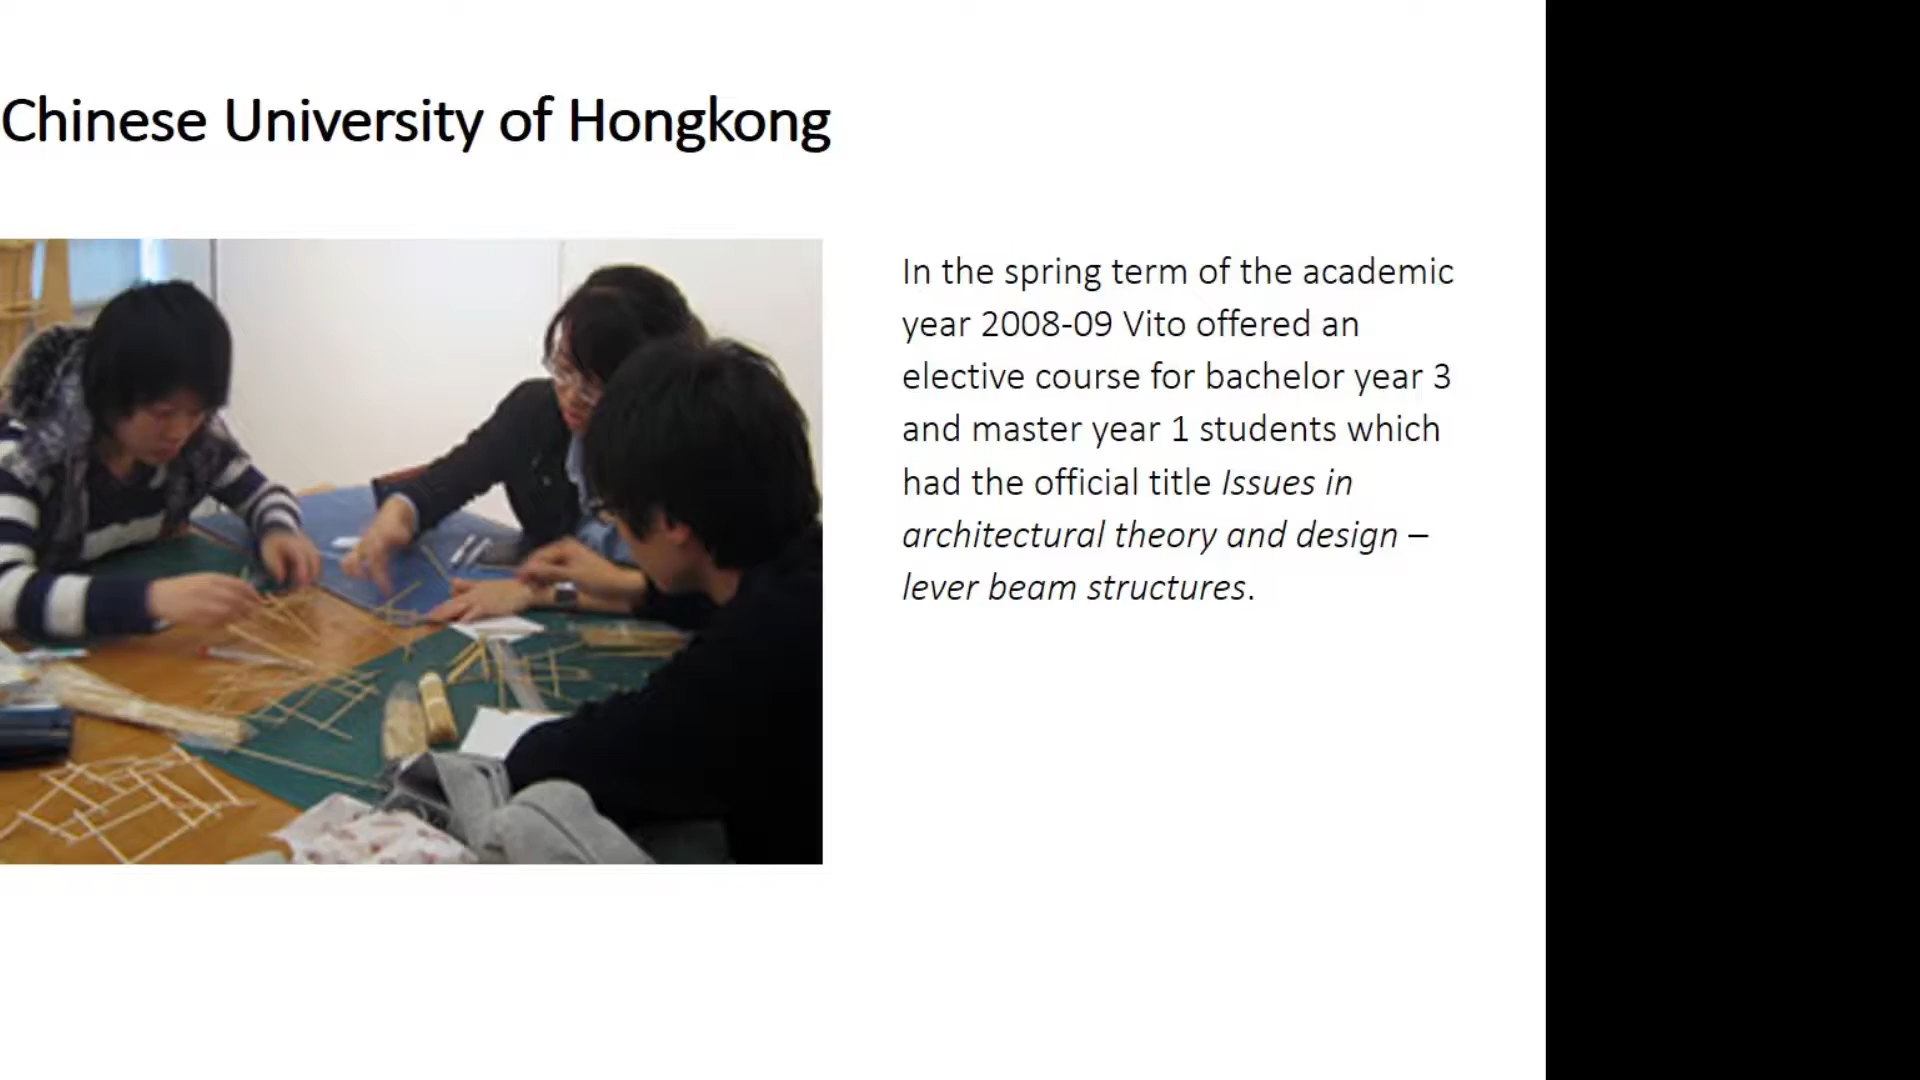 Chinese University of Hongkong
In the spring term of the academic
year 2008-09 Vito offered an
elective course for bachelor year 3
and master year 1 students which
had the official title Issues in
architectural theory and design –
lever beam structures.